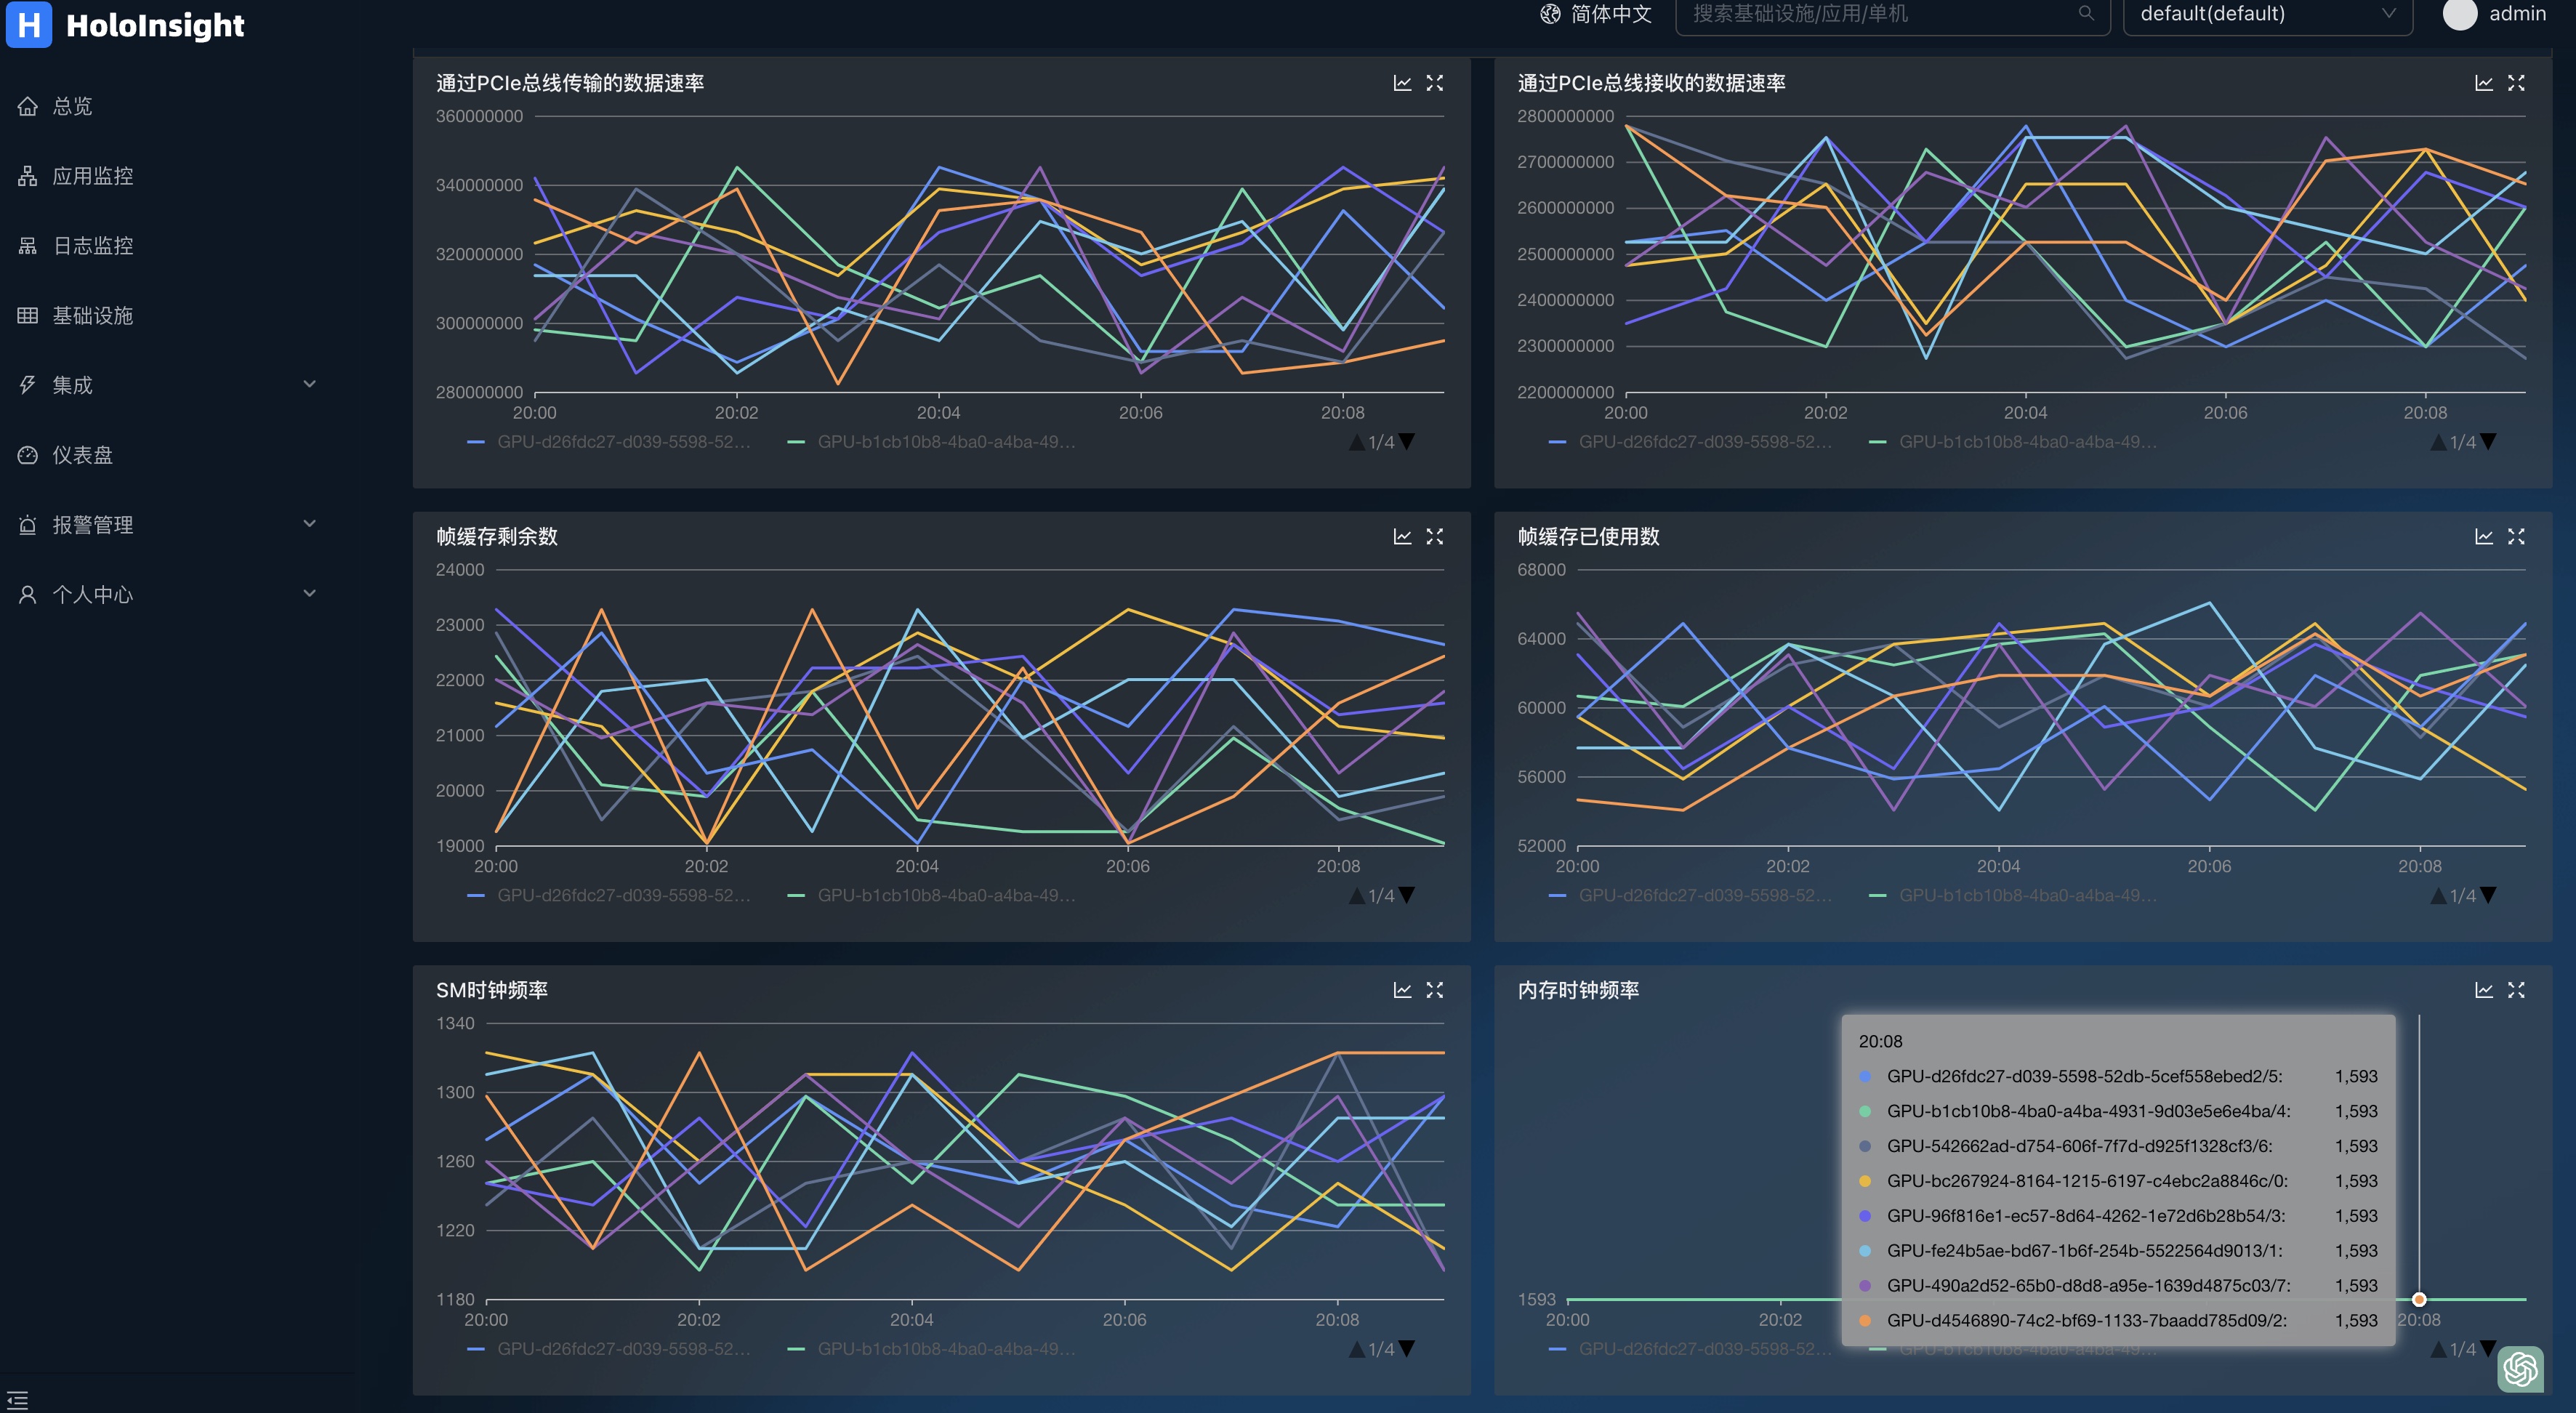 H HoloInsight
简体中文
搜索基础设施/应用/单机
default(default)
admin
总览
应用监控
日志监控
基础设施
集成
仪表盘
报警管理
个人中心
通过PCIe总线传输的数据速率
360000000
340000000
320000000
300000000
280000000
20:00 20:02 20:04 20:06 20:08
GPU-d26fdc27-d039-5598-52... GPU-b1cb10b8-4ba0-a4ba-49... 1/4
通过PCIe总线接收的数据速率
2800000000
2700000000
2600000000
2500000000
2400000000
2300000000
2200000000
20:00 20:02 20:04 20:06 20:08
GPU-d26fdc27-d039-5598-52... GPU-b1cb10b8-4ba0-a4ba-49... 1/4
帧缓存剩余数
24000
23000
22000
21000
20000
19000
20:00 20:02 20:04 20:06 20:08
GPU-d26fdc27-d039-5598-52... GPU-b1cb10b8-4ba0-a4ba-49... 1/4
帧缓存已使用数
68000
64000
60000
56000
52000
20:00 20:02 20:04 20:06 20:08
GPU-d26fdc27-d039-5598-52... GPU-b1cb10b8-4ba0-a4ba-49... 1/4
SM时钟频率
1340
1300
1260
1220
1180
20:00 20:02 20:04 20:06 20:08
GPU-d26fdc27-d039-5598-52... GPU-b1cb10b8-4ba0-a4ba-49... 1/4
内存时钟频率
20:08
GPU-d26fdc27-d039-5598-52db-5cef558ebed2/5: 1,593
GPU-b1cb10b8-4ba0-a4ba-4931-9d03e5e6e4ba/4: 1,593
GPU-542662ad-d754-606f-7f7d-d925f1328cf3/6: 1,593
GPU-bc267924-8164-1215-6197-c4ebc2a8846c/0: 1,593
GPU-96f816e1-ec57-8d64-4262-1e72d6b28b54/3: 1,593
GPU-fe24b5ae-bd67-1b6f-254b-5522564d9013/1: 1,593
GPU-490a2d52-65b0-d8d8-a95e-1639d4875c03/7: 1,593
GPU-d4546890-74c2-bf69-1133-7baadd785d09/2: 1,593
1593
20:00 20:02 20:08
GPU-d26fdc27-d039-5598-52... GPU-b1cb10b8-4ba0-a4ba-49... 1/4